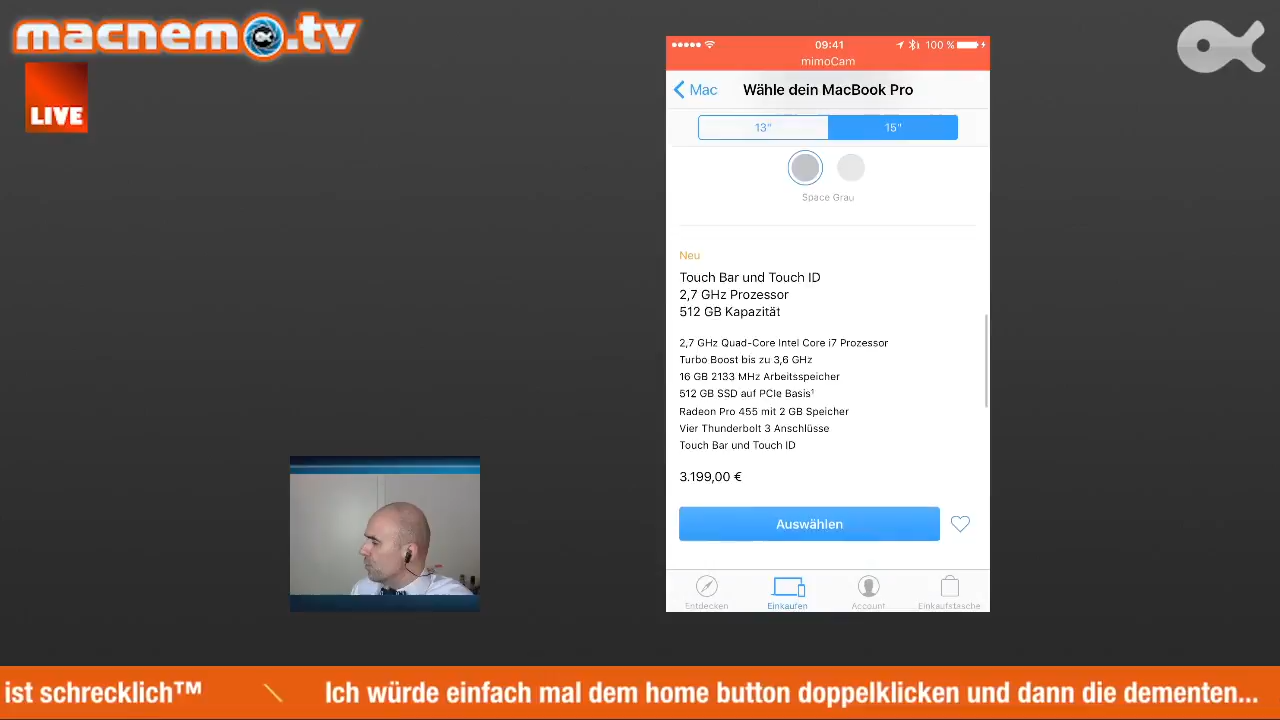 macnemo.tv
LIVE
09:41
100 %
mimoCam
Mac
Wähle dein MacBook Pro
13"
15"
Space Grau
Neu
Touch Bar und Touch ID
2,7 GHz Prozessor
512 GB Kapazität
2,7 GHz Quad-Core Intel Core i7 Prozessor
Turbo Boost bis zu 3,6 GHz
16 GB 2133 MHz Arbeitsspeicher
512 GB SSD auf PCIe Basis¹
Radeon Pro 455 mit 2 GB Speicher
Vier Thunderbolt 3 Anschlüsse
Touch Bar und Touch ID
3.199,00 €
Auswählen
Entdecken
Einkaufen
Account
Einkaufstasche
ist schrecklich™ \ Ich würde einfach mal dem home button doppelklicken und dann die dementen...